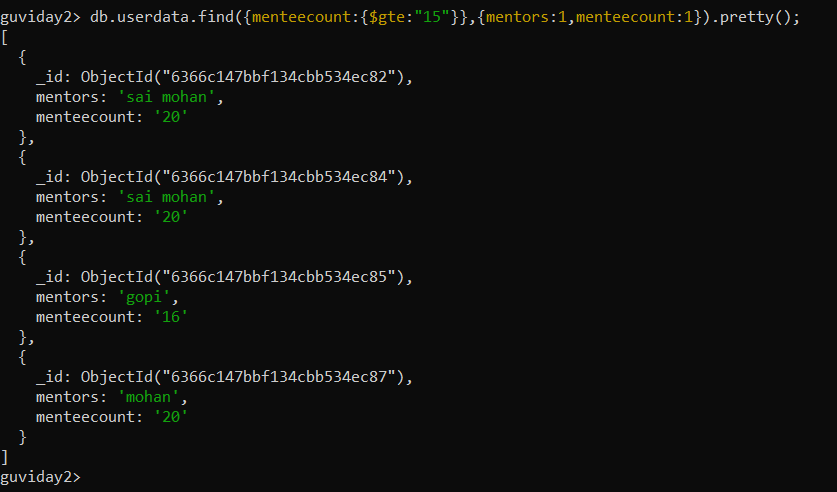 guviday2> db.userdata.find({menteecount:{$gte:"15"}},{mentors:1,menteecount:1}).pretty();
[
  {
    _id: ObjectId("6366c147bbf134cbb534ec82"),
    mentors: 'sai mohan',
    menteecount: '20'
  },
  {
    _id: ObjectId("6366c147bbf134cbb534ec84"),
    mentors: 'sai mohan',
    menteecount: '20'
  },
  {
    _id: ObjectId("6366c147bbf134cbb534ec85"),
    mentors: 'gopi',
    menteecount: '16'
  },
  {
    _id: ObjectId("6366c147bbf134cbb534ec87"),
    mentors: 'mohan',
    menteecount: '20'
  }
]
guviday2>